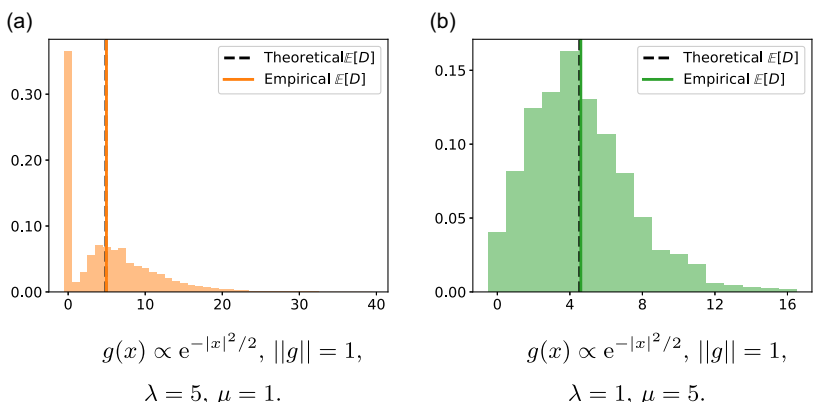 (a)
Theoretical𝔼[D]
Empirical 𝔼[D]
0.30
0.20
0.10
0.00
0 10 20 30 40
g(x) ∝ e^{−|x|²/2}, ||g|| = 1,
λ = 5, μ = 1.
(b)
Theoretical 𝔼[D]
Empirical 𝔼[D]
0.15
0.10
0.05
0.00
0 4 8 12 16
g(x) ∝ e^{−|x|²/2}, ||g|| = 1,
λ = 1, μ = 5.